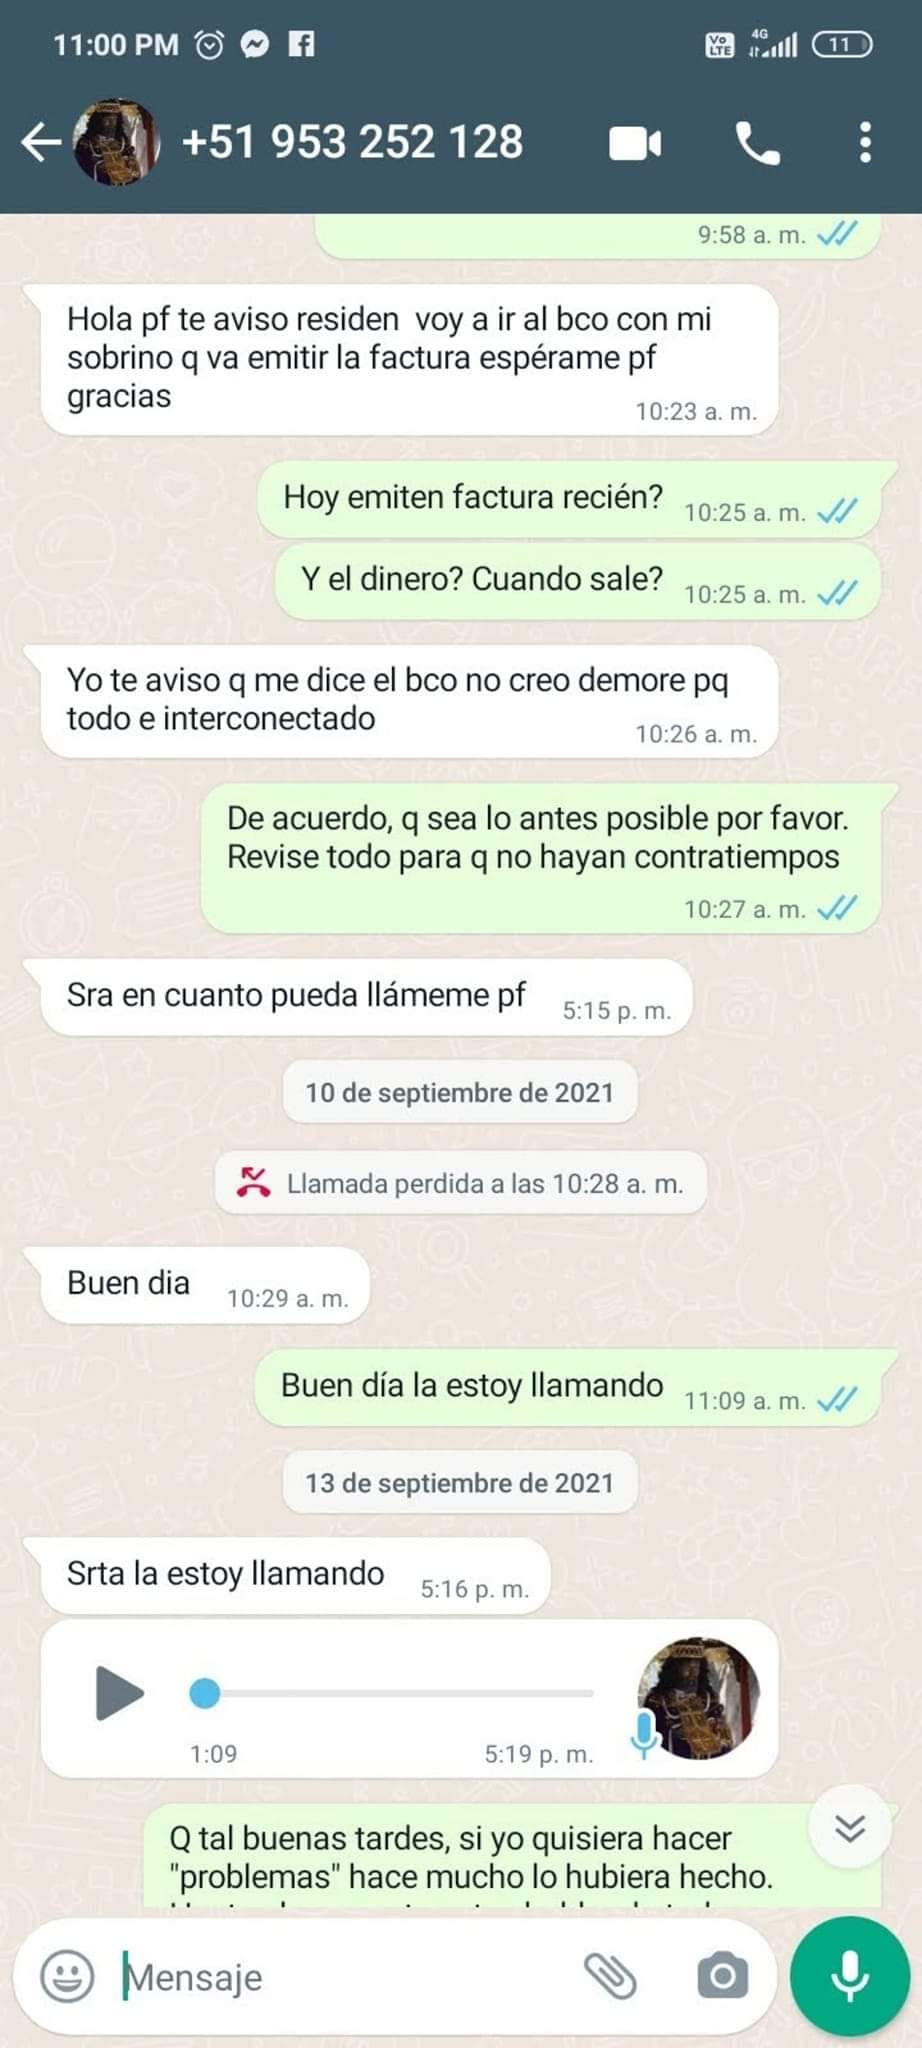 11:00 PM
Vo LTE 4G 11
+51 953 252 128
9:58 a. m.
Hola pf te aviso residen voy a ir al bco con mi
sobrino q va emitir la factura espérame pf
gracias
10:23 a. m.
Hoy emiten factura recién? 10:25 a. m.
Y el dinero? Cuando sale? 10:25 a. m.
Yo te aviso q me dice el bco no creo demore pq
todo e interconectado
10:26 a. m.
De acuerdo, q sea lo antes posible por favor.
Revise todo para q no hayan contratiempos
10:27 a. m.
Sra en cuanto pueda llámeme pf 5:15 p. m.
10 de septiembre de 2021
Llamada perdida a las 10:28 a. m.
Buen dia 10:29 a. m.
Buen día la estoy llamando 11:09 a. m.
13 de septiembre de 2021
Srta la estoy llamando 5:16 p. m.
1:09 5:19 p. m.
Q tal buenas tardes, si yo quisiera hacer
"problemas" hace mucho lo hubiera hecho.
Mensaje